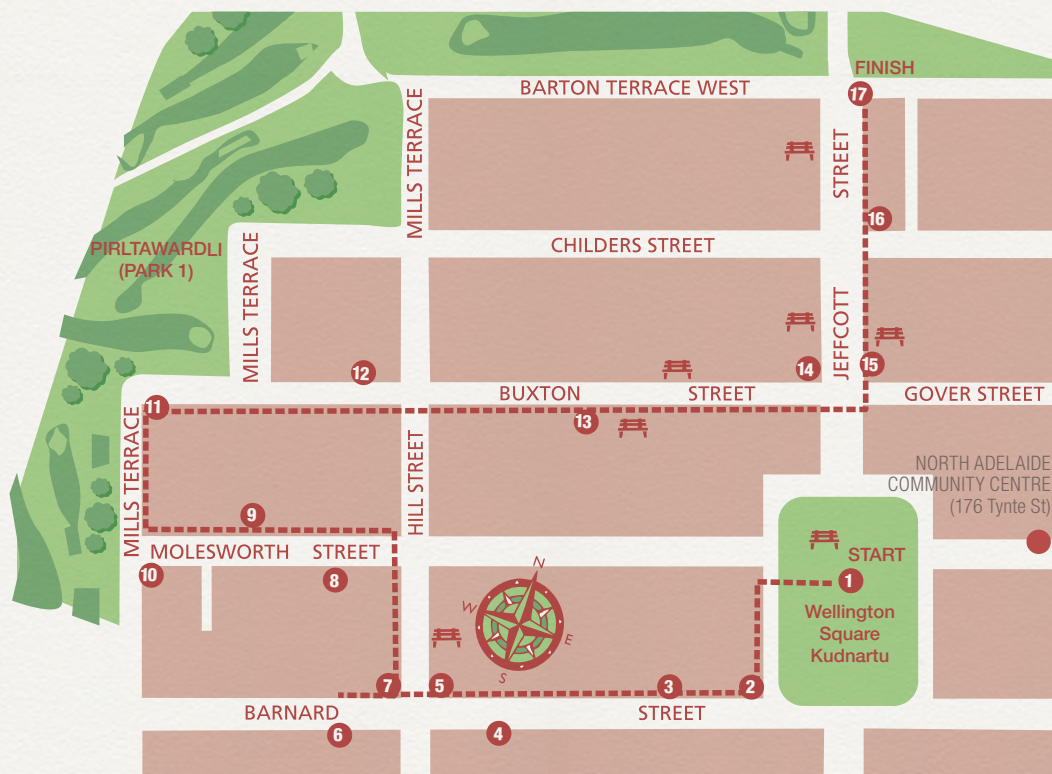 FINISH
17
BARTON TERRACE WEST
MILLS TERRACE
STREET
16
CHILDERS STREET
PIRLTAWARDLI
(PARK 1)
MILLS TERRACE
JEFFCOTT
12
14
15
BUXTON
STREET
GOVER STREET
11
13
MILLS TERRACE
HILL STREET
NORTH ADELAIDE
COMMUNITY CENTRE
(176 Tynte St)
9
MOLESWORTH
STREET
START
1
10
8
N
W
E
S
Wellington
Square
Kudnartu
7
5
3
2
BARNARD
STREET
6
4